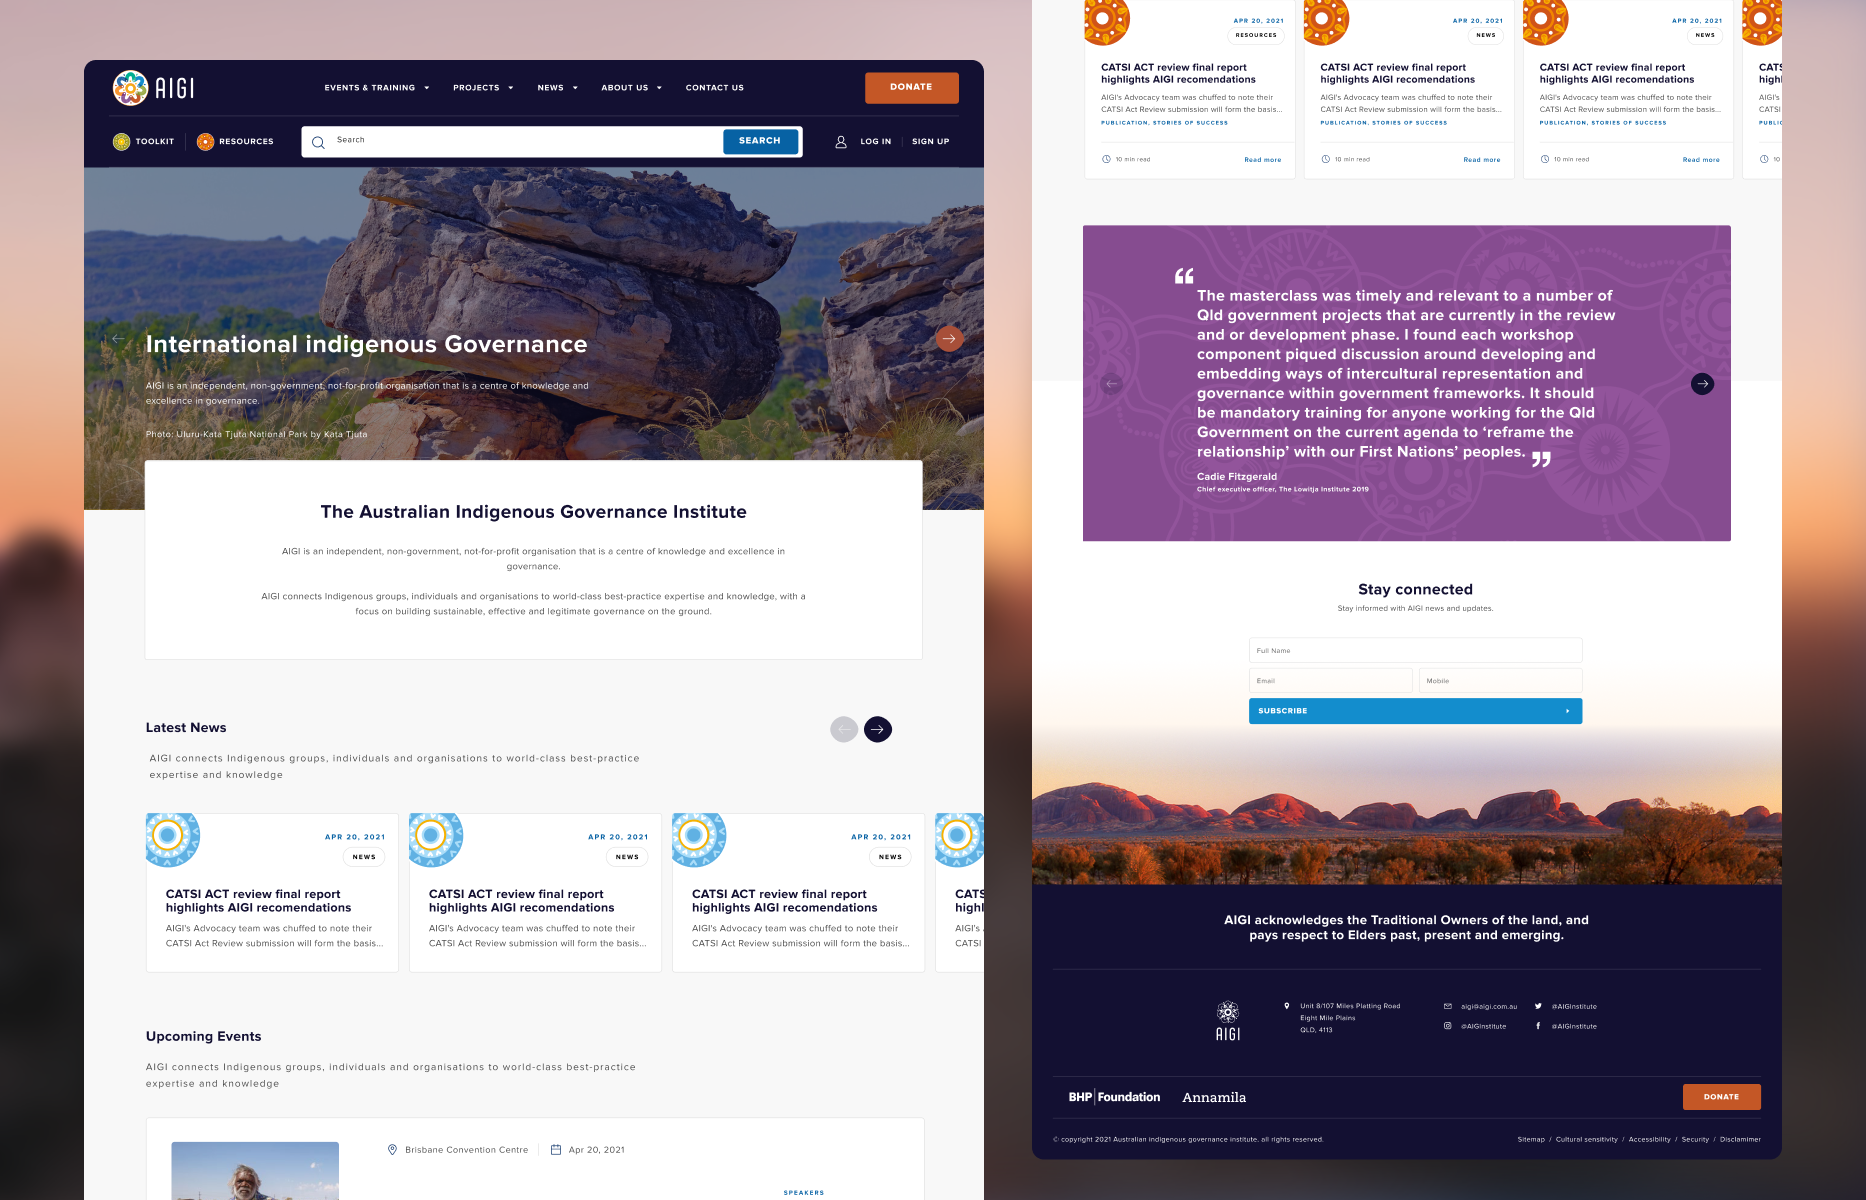 AIGI
EVENTS & TRAINING
PROJECTS
NEWS
ABOUT US
CONTACT US
DONATE
TOOLKIT
RESOURCES
Search
SEARCH
LOG IN
SIGN UP
International indigenous Governance
AIGI is an independent, non-government, not-for-profit organisation that is a centre of knowledge and
excellence in governance.
Photo: Uluru-Kata Tjuta National Park by Kata Tjuta
The Australian Indigenous Governance Institute
AIGI is an independent, non-government, not-for-profit organisation that is a centre of knowledge and excellence in
governance.
AIGI connects Indigenous groups, individuals and organisations to world-class best-practice expertise and knowledge, with a
focus on building sustainable, effective and legitimate governance on the ground.
Latest News
AIGI connects Indigenous groups, individuals and organisations to world-class best-practice
expertise and knowledge
APR 20, 2021
NEWS
CATSI ACT review final report
highlights AIGI recomendations
AIGI's Advocacy team was chuffed to note their
CATSI Act Review submission will form the basis...
APR 20, 2021
NEWS
CATSI ACT review final report
highlights AIGI recomendations
AIGI's Advocacy team was chuffed to note their
CATSI Act Review submission will form the basis...
APR 20, 2021
NEWS
CATSI ACT review final report
highlights AIGI recomendations
AIGI's Advocacy team was chuffed to note their
CATSI Act Review submission will form the basis...
CATS
highl
AIGI's
CATSI
Upcoming Events
AIGI connects Indigenous groups, individuals and organisations to world-class best-practice
expertise and knowledge
Brisbane Convention Centre
Apr 20, 2021
SPEAKERS
APR 20, 2021
RESOURCES
CATSI ACT review final report
highlights AIGI recomendations
AIGI's Advocacy team was chuffed to note their
CATSI Act Review submission will form the basis...
PUBLICATION, STORIES OF SUCCESS
10 min read
Read more
APR 20, 2021
NEWS
CATSI ACT review final report
highlights AIGI recomendations
AIGI's Advocacy team was chuffed to note their
CATSI Act Review submission will form the basis...
PUBLICATION, STORIES OF SUCCESS
10 min read
Read more
APR 20, 2021
NEWS
CATSI ACT review final report
highlights AIGI recomendations
AIGI's Advocacy team was chuffed to note their
CATSI Act Review submission will form the basis...
PUBLICATION, STORIES OF SUCCESS
10 min read
Read more
CATS
highl
AIGI's
CATSI
PUBLIC
10
“The masterclass was timely and relevant to a number of
Qld government projects that are currently in the review
and or development phase. I found each workshop
component piqued discussion around developing and
embedding ways of intercultural representation and
governance within government frameworks. It should
be mandatory training for anyone working for the Qld
Government on the current agenda to ‘reframe the
relationship’ with our First Nations’ peoples. ”
Cadie Fitzgerald
Chief executive officer, The Lowitja Institute 2019
Stay connected
Stay informed with AIGI news and updates.
Full Name
Email
Mobile
SUBSCRIBE
AIGI acknowledges the Traditional Owners of the land, and
pays respect to Elders past, present and emerging.
AIGI
Unit 8/107 Miles Platting Road
Eight Mile Plains
QLD, 4113
aigi@aigi.com.au
@AIGInstitute
@AIGInstitute
@AIGInstitute
BHP | Foundation
Annamila
DONATE
© copyright 2021 Australian indigenous governance institute. all rights reserved.
Sitemap / Cultural sensitivity / Accessibility / Security / Disclamimer